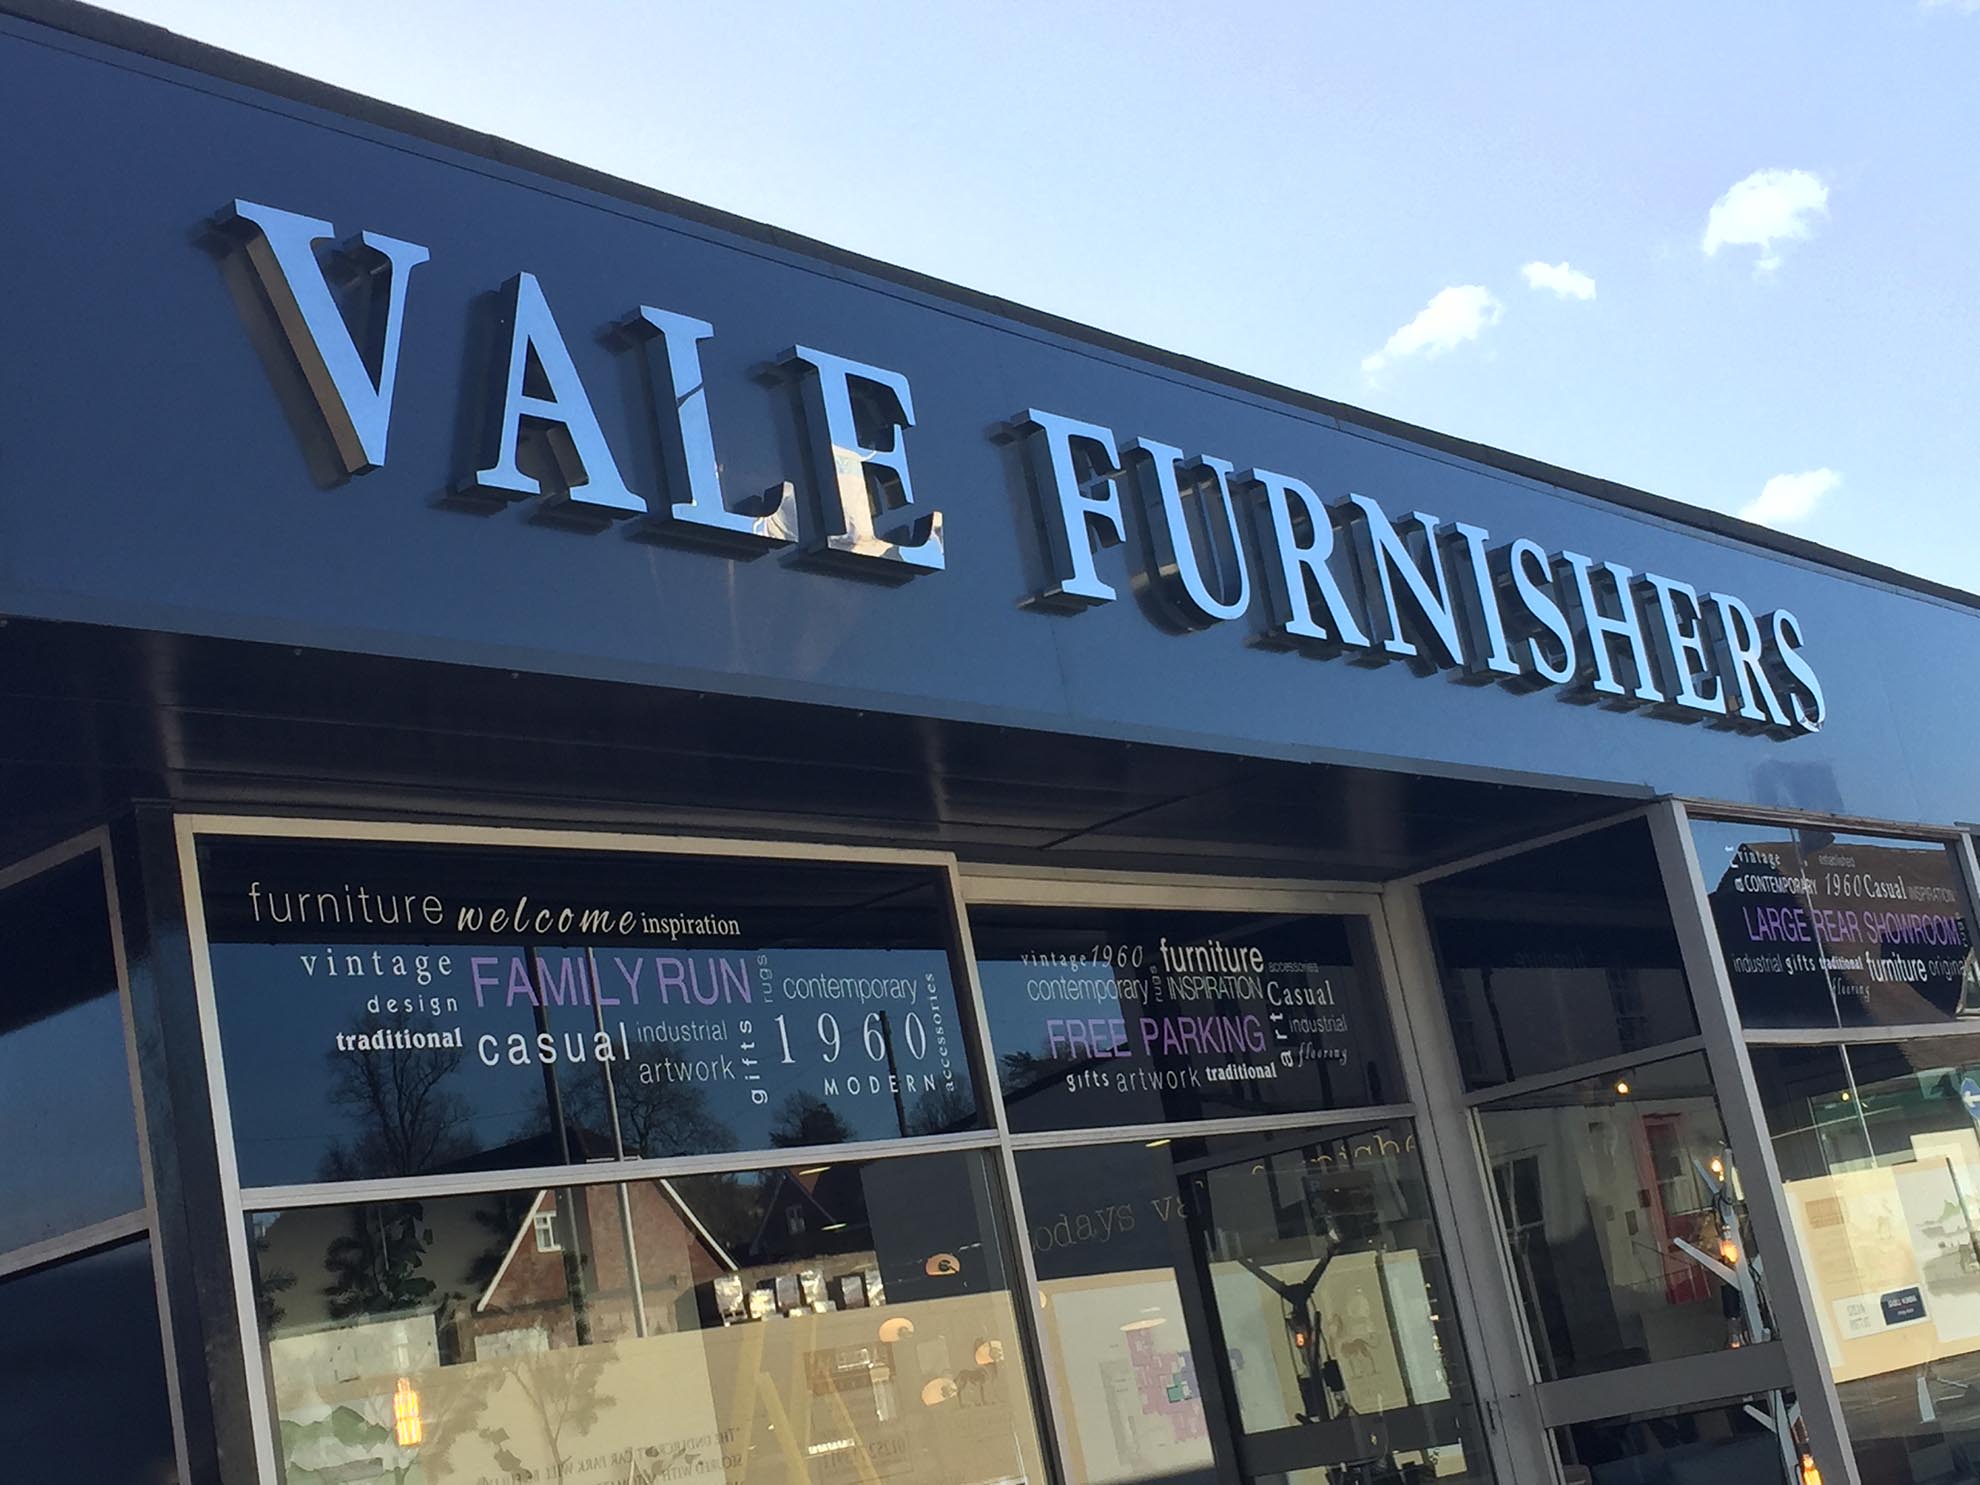 VALE FURNISHERS
furniture welcome inspiration
vintage FAMILY RUN rugs contemporary
design
traditional casual industrial gifts 1960 accessories
artwork
MODERN
vintage 1960 furniture accessories
contemporary rugs INSPIRATION Casual
FREE PARKING art industrial
flooring
gifts artwork traditional
vintage established
art CONTEMPORARY 1960 Casual INSPIRATION
LARGE REAR SHOWROOM
industrial gifts traditional furniture original
flooring